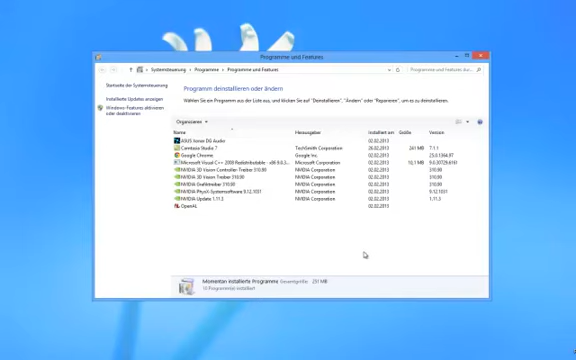 Programme und Features
Systemsteuerung ▸ Programme ▸ Programme und Features
Programme und Features du...
Startseite der Systemsteuerung
Installierte Updates anzeigen
Windows-Features aktivieren oder deaktivieren
Programm deinstallieren oder ändern
Wählen Sie ein Programm aus der Liste aus, und klicken Sie auf "Deinstallieren", "Ändern" oder "Reparieren", um es zu deinstallieren.
Organisieren
Name Herausgeber Installiert am Größe Version
ASUS Xonar DG Audio 02.02.2013
Camtasia Studio 7 TechSmith Corporation 26.02.2013 241 MB 7.1.1
Google Chrome Google Inc. 02.02.2013 25.0.1364.97
Microsoft Visual C++ 2008 Redistributable - x86 9.0.3... Microsoft Corporation 02.02.2013 10,1 MB 9.0.30729.6161
NVIDIA 3D Vision Controller-Treiber 310.90 NVIDIA Corporation 02.02.2013 310.90
NVIDIA 3D Vision Treiber 310.90 NVIDIA Corporation 02.02.2013 310.90
NVIDIA Grafiktreiber 310.90 NVIDIA Corporation 02.02.2013 310.90
NVIDIA PhysX-Systemsoftware 9.12.1031 NVIDIA Corporation 02.02.2013 9.12.1031
NVIDIA Update 1.11.3 NVIDIA Corporation 02.02.2013 1.11.3
OpenAL 02.02.2013
Momentan installierte Programme Gesamtgröße: 251 MB
10 Programm(e) installiert